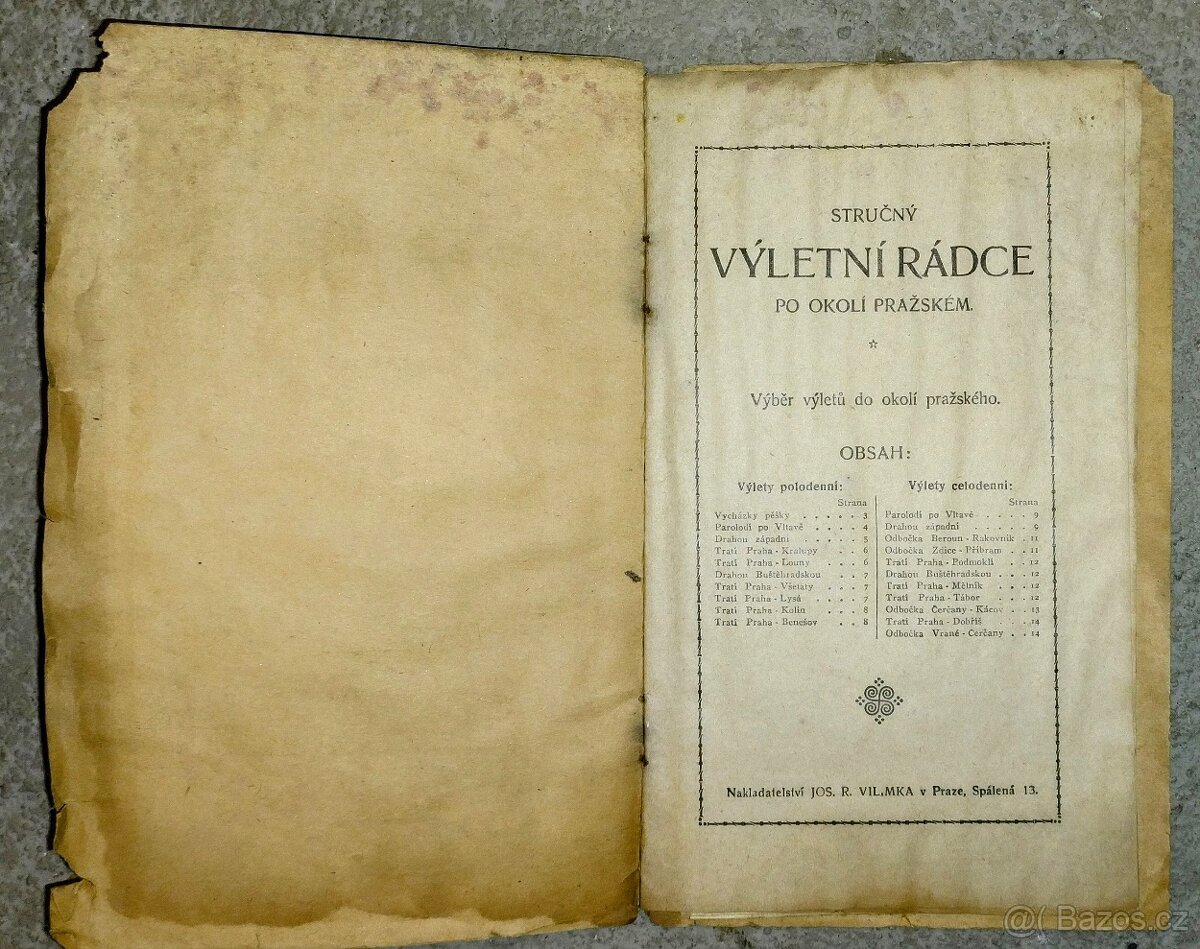 STRUČNÝ
VÝLETNÍ RÁDCE
PO OKOLÍ PRAŽSKÉM.
Výběr výletů do okolí pražského.
OBSAH:
Výlety polodenní:
Strana
Vycházky pěšky . . . . . 3
Parolodí po Vltavě . . . . 4
Drahou západní . . . . . 5
Tratí Praha - Kralupy . . . 6
Tratí Praha - Louny . . . 6
Drahou Buštěhradskou . . . 7
Tratí Praha - Všetaty . . . 7
Tratí Praha - Lysá . . . . 7
Tratí Praha - Kolín . . . 8
Tratí Praha - Benešov . . . 8
Výlety celodenní:
Strana
Parolodí po Vltavě . . . . 9
Drahou západní . . . . . 9
Odbočka Beroun - Rakovník . 11
Odbočka Zdice - Příbram . . 11
Tratí Praha - Podmoklí . . . 12
Drahou Buštěhradskou . . . 12
Tratí Praha - Mělník . . . 12
Tratí Praha - Tábor . . . 12
Odbočka Čerčany - Kácov . . 13
Tratí Praha - Dobříš . . . 14
Odbočka Vrané - Čerčany . . 14
Nakladatelství JOS. R. VILÍMKA v Praze, Spálená 13.
@( Bazos.cz